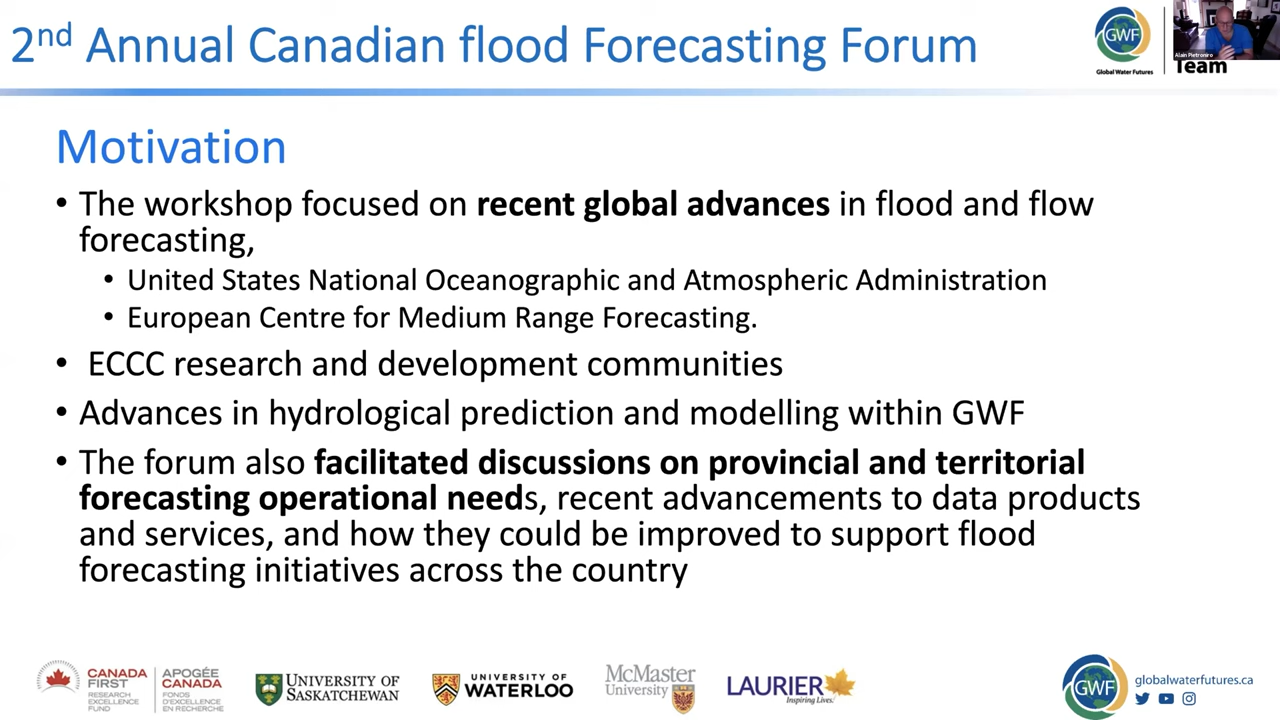 2nd Annual Canadian flood Forecasting Forum
GWF
Global Water Futures
Alain Pietroniro
Team
Motivation
• The workshop focused on recent global advances in flood and flow
forecasting,
• United States National Oceanographic and Atmospheric Administration
• European Centre for Medium Range Forecasting.
• ECCC research and development communities
• Advances in hydrological prediction and modelling within GWF
• The forum also facilitated discussions on provincial and territorial
forecasting operational needs, recent advancements to data products
and services, and how they could be improved to support flood
forecasting initiatives across the country
CANADA
FIRST
RESEARCH
EXCELLENCE
FUND
APOGÉE
CANADA
FONDS
D'EXCELLENCE
EN RECHERCHE
UNIVERSITY OF
SASKATCHEWAN
UNIVERSITY OF
WATERLOO
McMaster
University
LAURIER
Inspiring Lives.
GWF
globalwaterfutures.ca